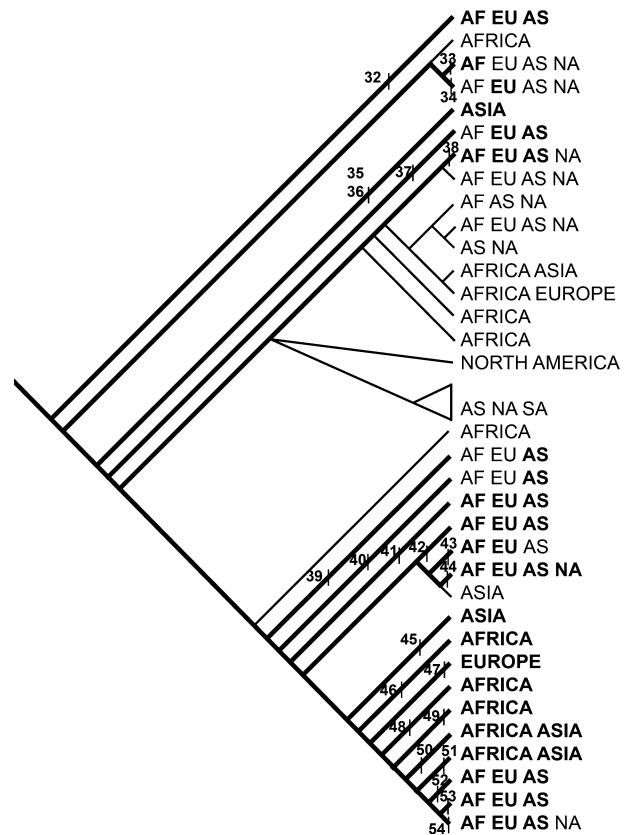 AF EU AS
AFRICA
33
AF EU AS NA
32
AF EU AS NA
34
ASIA
AF EU AS
38
AF EU AS NA
35
37
AF EU AS NA
36
AF AS NA
AF EU AS NA
AS NA
AFRICA ASIA
AFRICA EUROPE
AFRICA
AFRICA
NORTH AMERICA
AS NA SA
AFRICA
AF EU AS
AF EU AS
AF EU AS
AF EU AS
43
AF EU AS
42
41
40
44
AF EU AS NA
39
ASIA
ASIA
45
AFRICA
47
EUROPE
46
AFRICA
49
AFRICA
48
AFRICA ASIA
50
51
AFRICA ASIA
52
AF EU AS
53
AF EU AS
54
AF EU AS NA